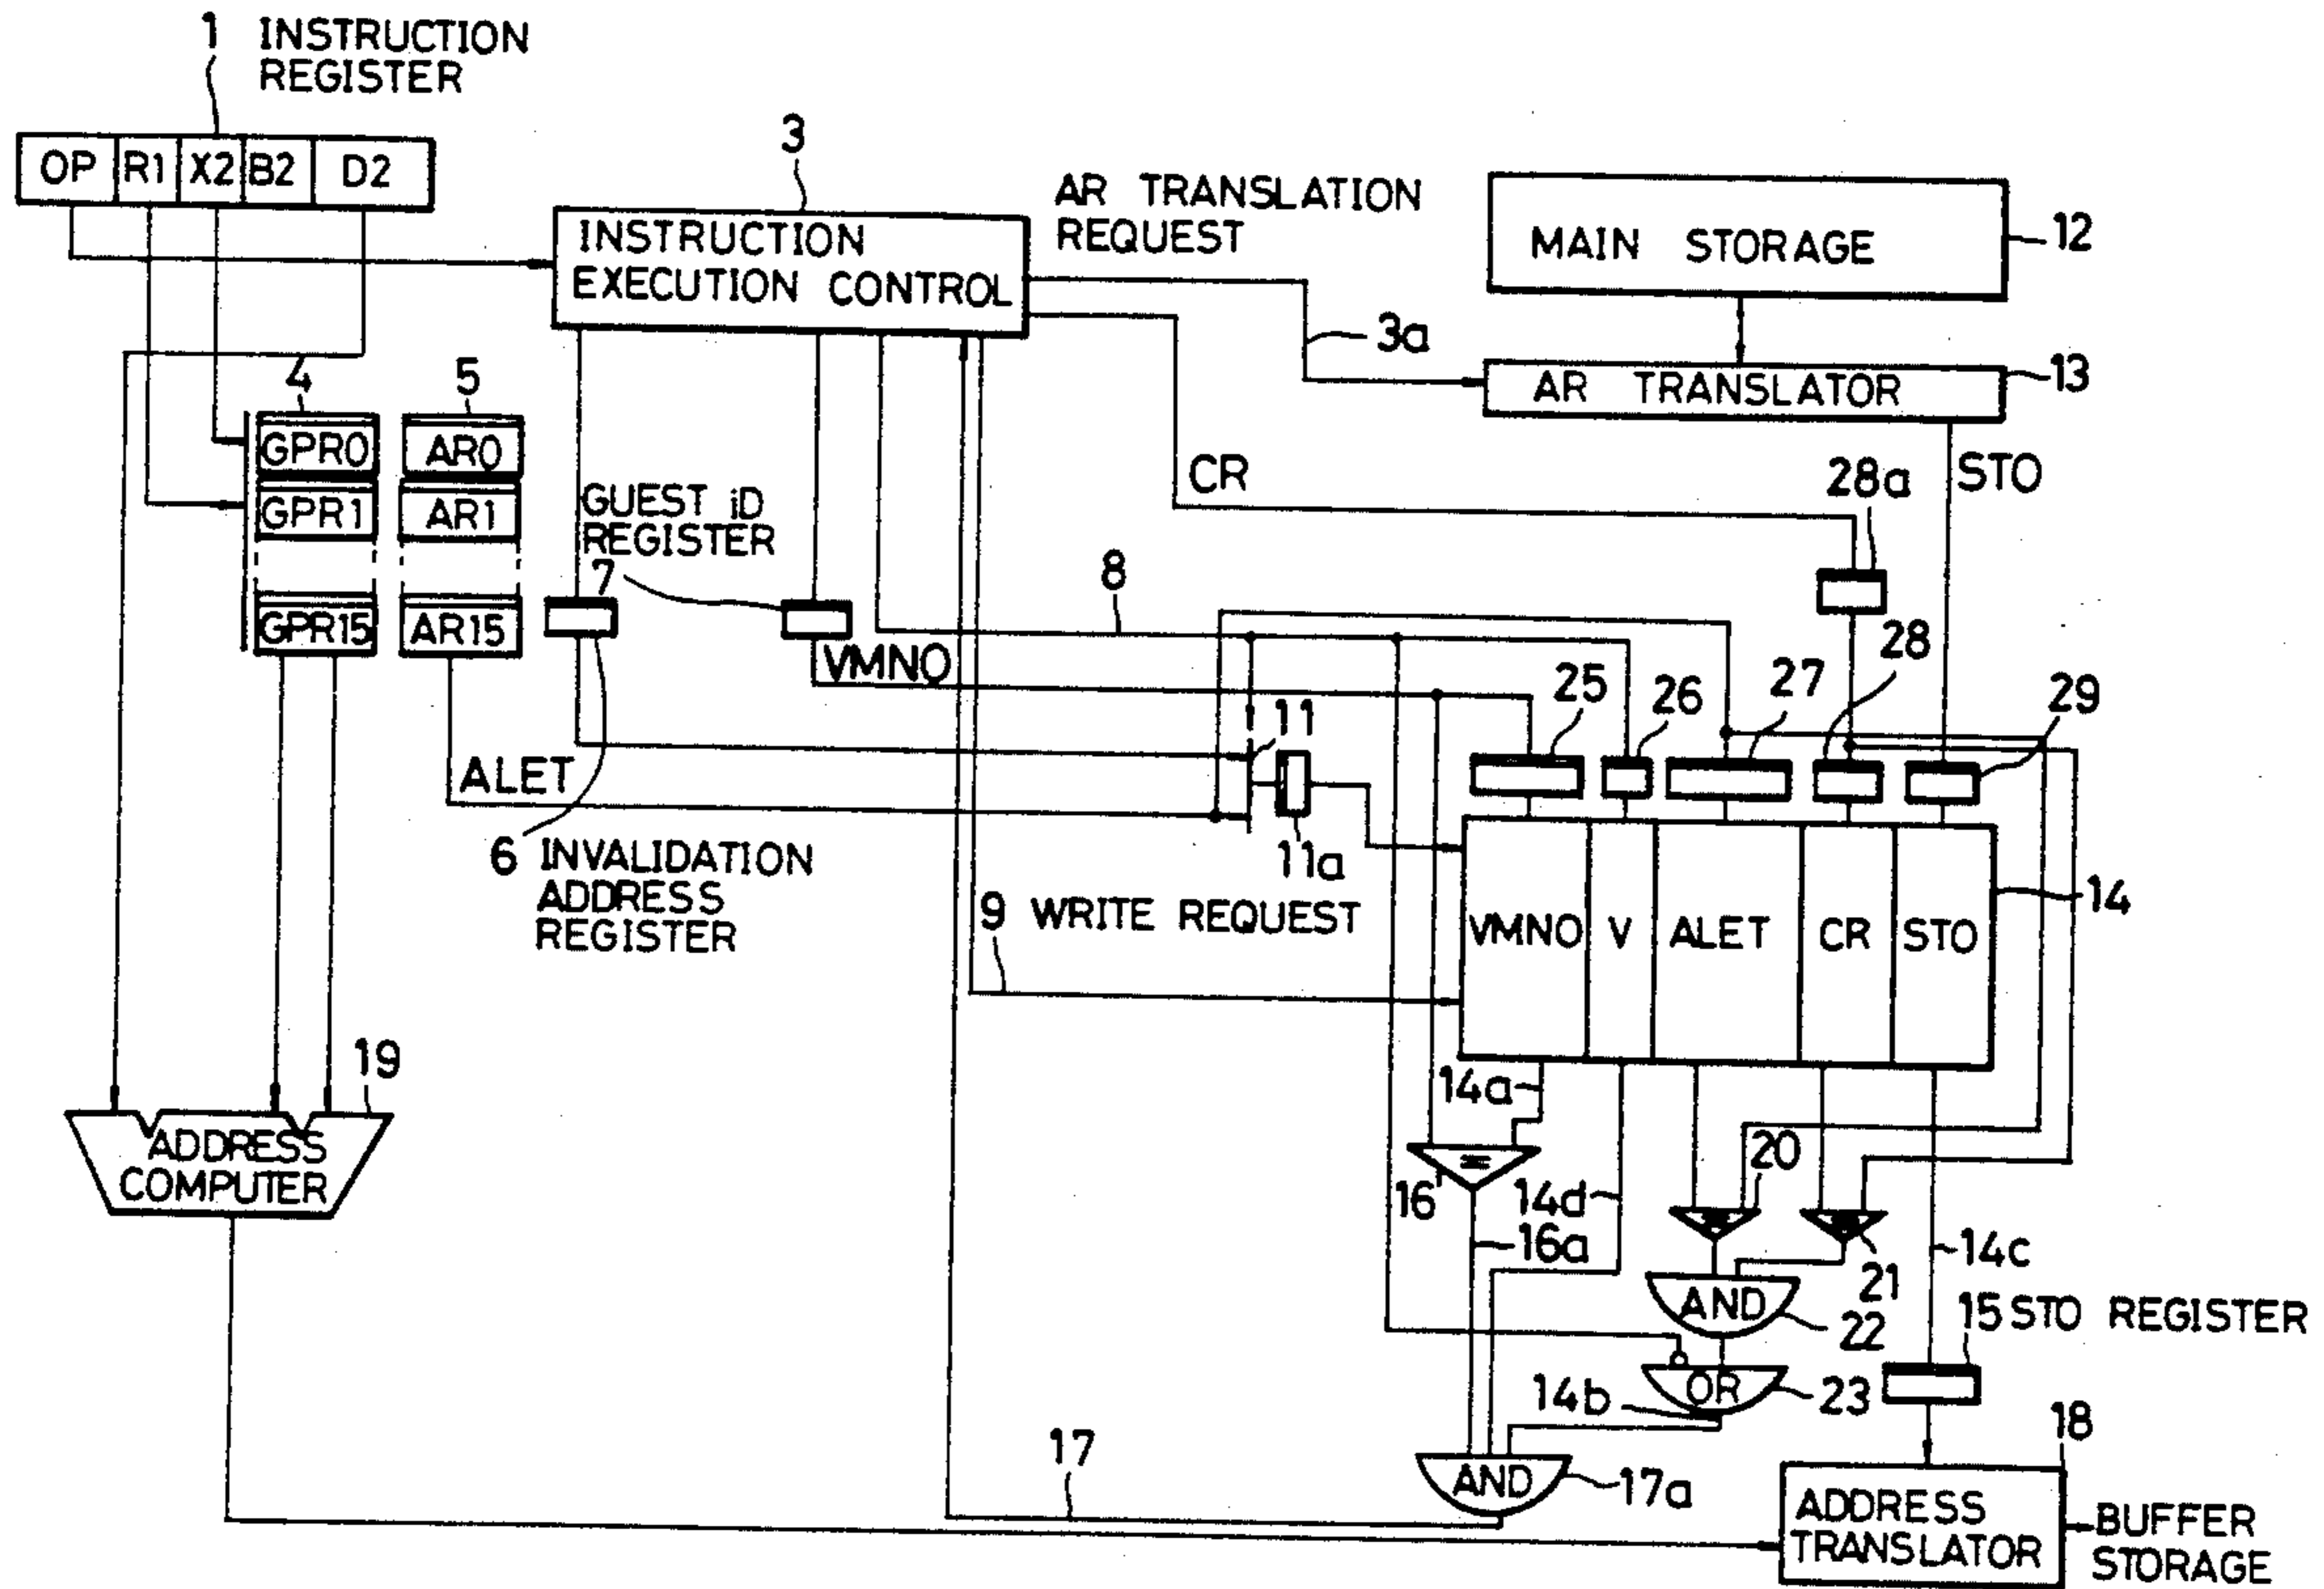 1 INSTRUCTION
REGISTER
OP R1 X2 B2 D2
3
INSTRUCTION
EXECUTION CONTROL
AR TRANSLATION
REQUEST
3a
MAIN STORAGE
12
AR TRANSLATOR
13
4
5
GPR0
GPR1
GPR15
AR0
AR1
AR15
GUEST iD
REGISTER
7
CR
28a
STO
8
VMNO
ALET
6 INVALIDATION
ADDRESS
REGISTER
11
11a
25
26
27
28
29
9 WRITE REQUEST
VMNO V ALET CR STO
14
19
ADDRESS
COMPUTER
14a
=
16
14d
16a
20
21
14c
AND
22
15 STO REGISTER
OR
23
14b
17
AND
17a
18
ADDRESS
TRANSLATOR
BUFFER
STORAGE